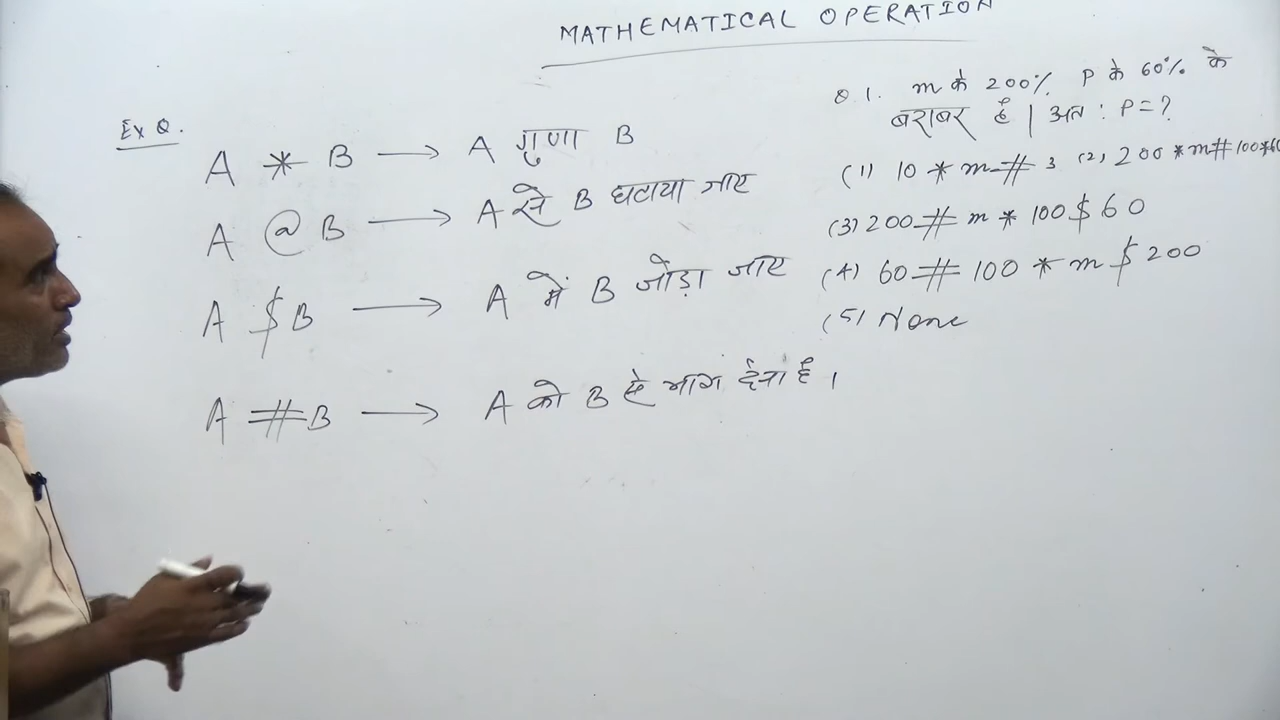 MATHEMATICAL OPERATION
Ex Q.
A * B → A गुणा B
A @ B → A से B घटाया जाए
A $ B → A में B जोड़ा जाए
A # B → A को B से भाग देना है ।
Q 1. m के 200% P के 60% के
बराबर है | अत : P = ?
(1) 10 * m # 3 (2) 200 * m # 100 * 60
(3) 200 # m * 100 $ 60
(4) 60 # 100 * m $ 200
(5) None